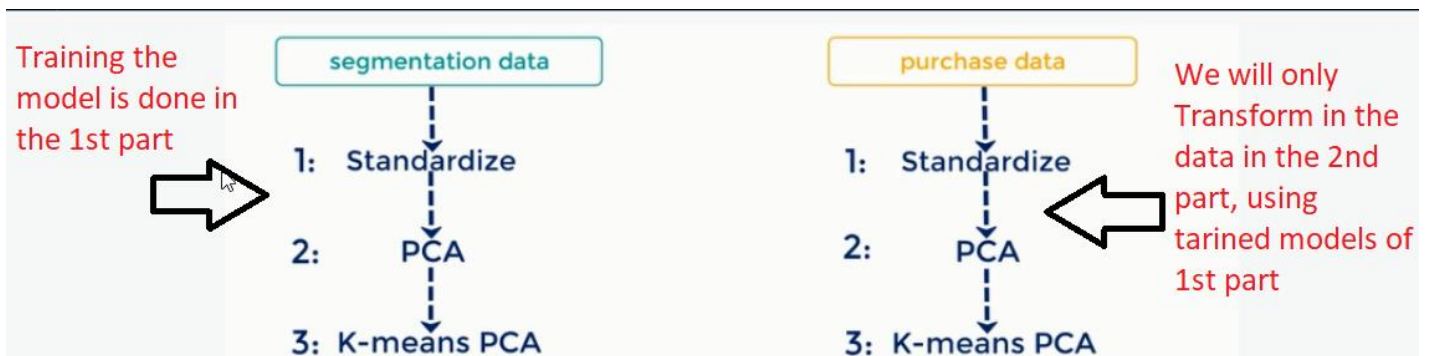 Training the
model is done in
the 1st part
segmentation data
1: Standardize
2: PCA
3: K-means PCA
purchase data
1: Standardize
2: PCA
3: K-means PCA
We will only
Transform in the
data in the 2nd
part, using
tarined models of
1st part